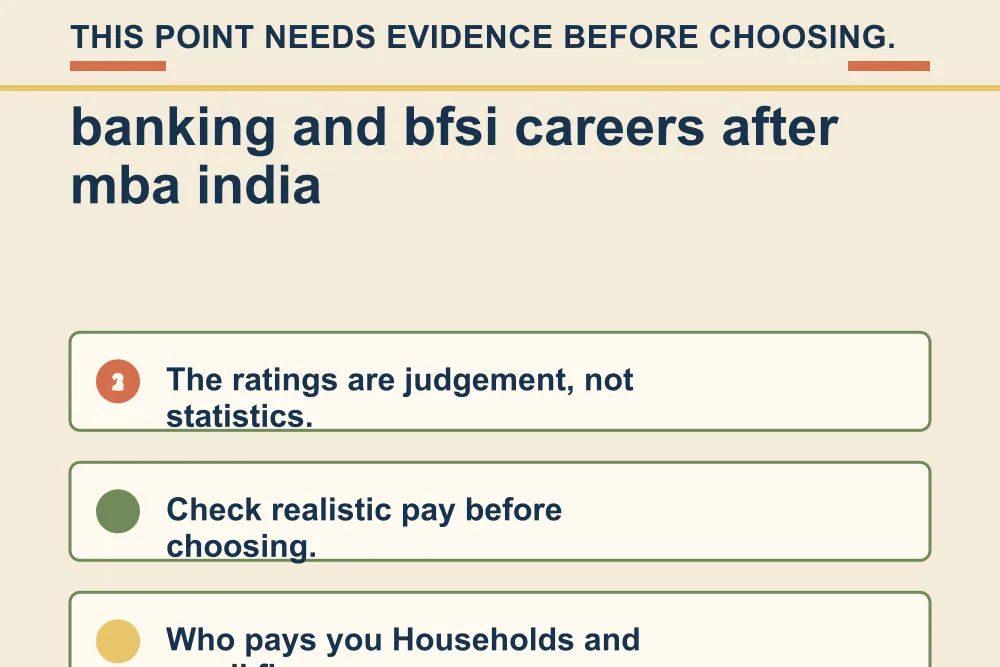 THIS POINT NEEDS EVIDENCE BEFORE CHOOSING.
banking and bfsi careers after
mba india
The ratings are judgement, not
statistics.
Check realistic pay before
choosing.
Who pays you Households and